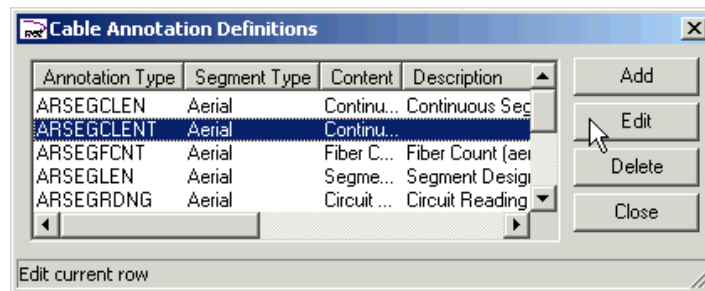 Cable Annotation Definitions
Annotation Type Segment Type Content Description
ARSEGCLEN Aerial Continu... Continuous Seg
ARSEGCLENT Aerial Continu...
ARSEGFCNT Aerial Fiber C... Fiber Count (aer
ARSEGLEN Aerial Segme... Segment Desig
ARSEGRDNG Aerial Circuit ... Circuit Reading
Add
Edit
Delete
Close
Edit current row